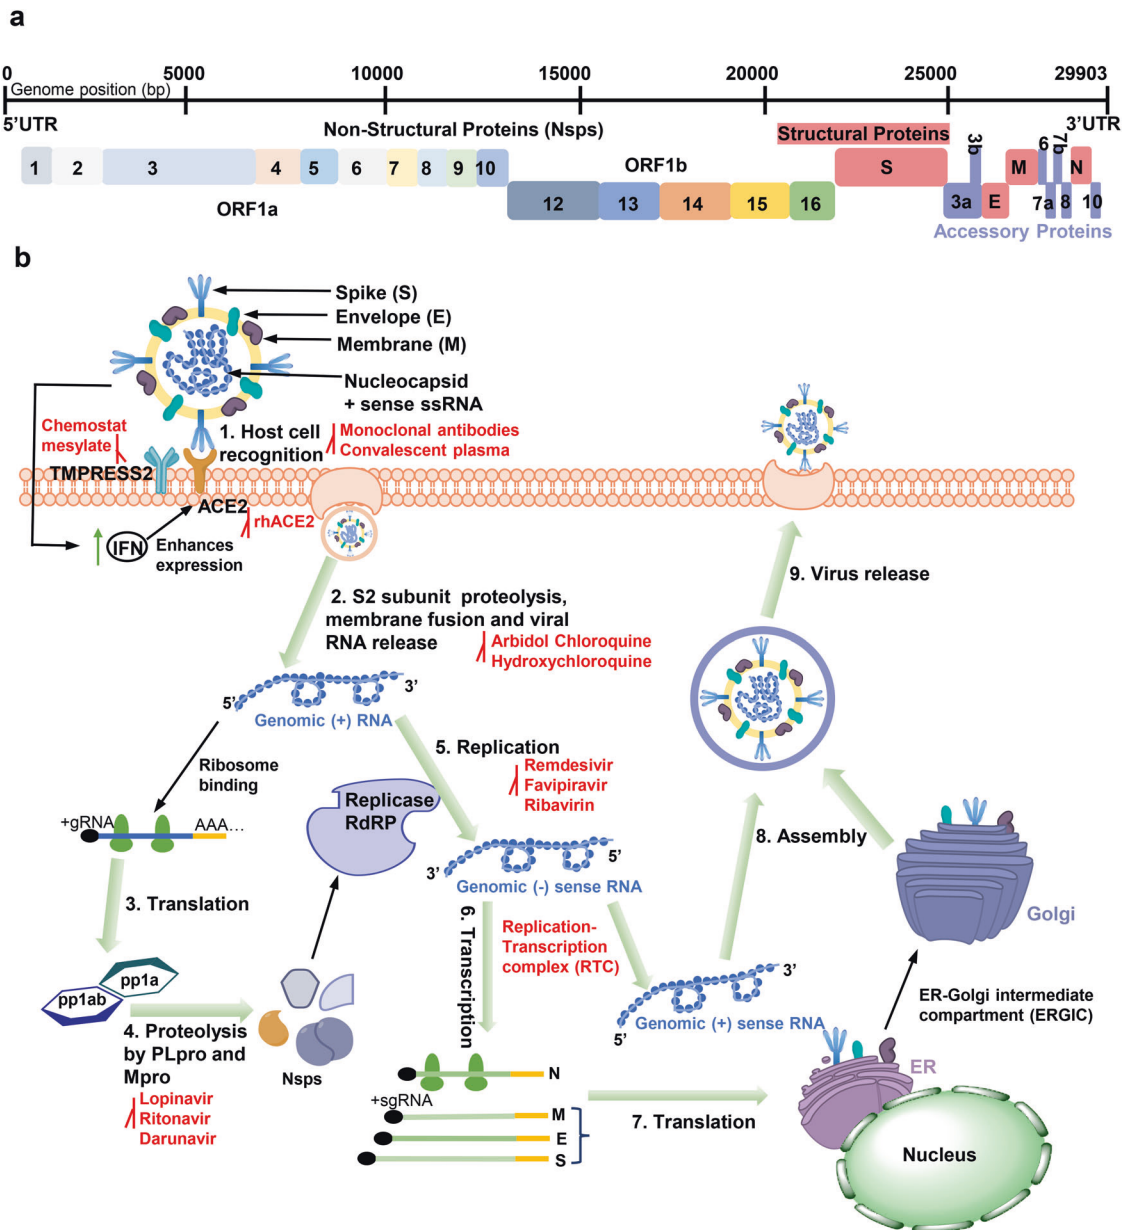 a
0 5000 10000 15000 20000 25000 29903
Genome position (bp)
5’UTR
Non-Structural Proteins (Nsps)
Structural Proteins
3’UTR
1 2 3 4 5 6 7 8 9 10
ORF1a
ORF1b
12 13 14 15 16
S
3a
3b
E
M
6
7a
7b
8
N
10
Accessory Proteins
b
Spike (S)
Envelope (E)
Membrane (M)
Nucleocapsid
+ sense ssRNA
Chemostat
mesylate
TMPRESS2
1. Host cell
recognition
Monoclonal antibodies
Convalescent plasma
ACE2
rhACE2
IFN
Enhances
expression
2. S2 subunit proteolysis,
membrane fusion and viral
RNA release
Arbidol Chloroquine
Hydroxychloroquine
5’
3’
Genomic (+) RNA
Ribosome
binding
+gRNA
AAA...
3. Translation
pp1a
pp1ab
4. Proteolysis
by PLpro and
Mpro
Lopinavir
Ritonavir
Darunavir
Nsps
Replicase
RdRP
5. Replication
Remdesivir
Favipiravir
Ribavirin
3’
5’
Genomic (-) sense RNA
6. Transcription
Replication-
Transcription
complex (RTC)
3’
5’
Genomic (+) sense RNA
N
+sgRNA
M
E
S
7. Translation
ER
Nucleus
ER-Golgi intermediate
compartment (ERGIC)
Golgi
8. Assembly
9. Virus release